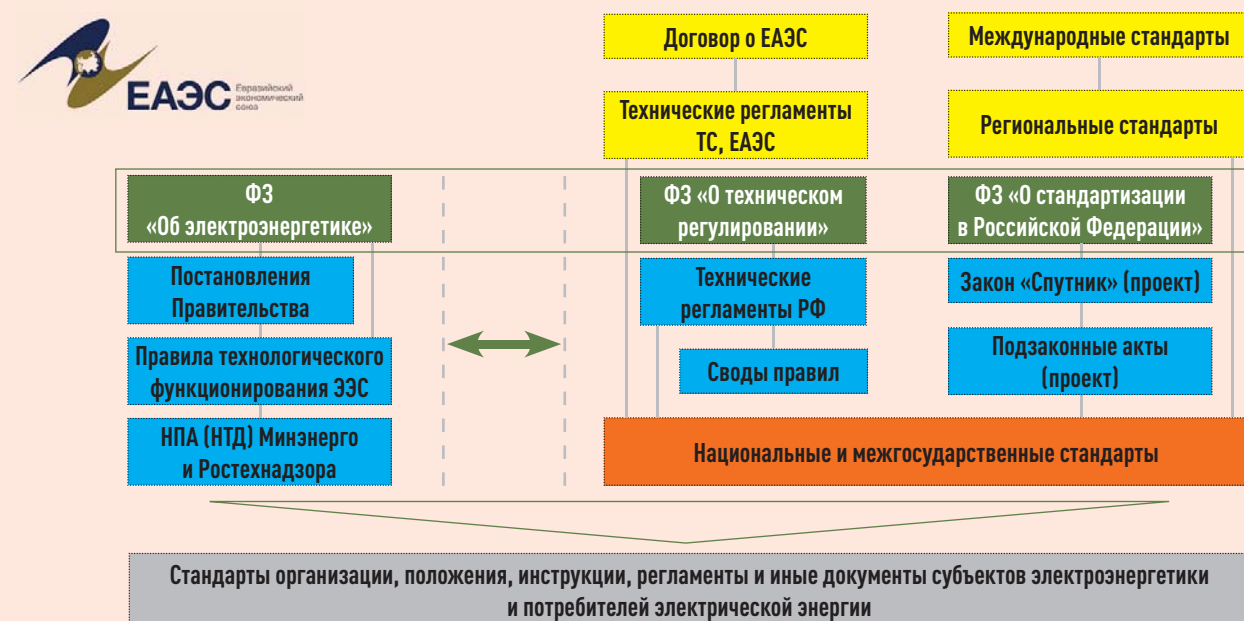 ЕАЭС
Евразийский
экономический
союз
Договор о ЕАЭС
Международные стандарты
Технические регламенты
ТС, ЕАЭС
Региональные стандарты
ФЗ
«Об электроэнергетике»
ФЗ «О техническом
регулировании»
ФЗ «О стандартизации
в Российской Федерации»
Постановления
Правительства
Технические
регламенты РФ
Закон «Спутник» (проект)
Правила технологического
функционирования ЭЭС
Своды правил
Подзаконные акты
(проект)
НПА (НТД) Минэнерго
и Ростехнадзора
Национальные и межгосударственные стандарты
Стандарты организации, положения, инструкции, регламенты и иные документы субъектов электроэнергетики
и потребителей электрической энергии